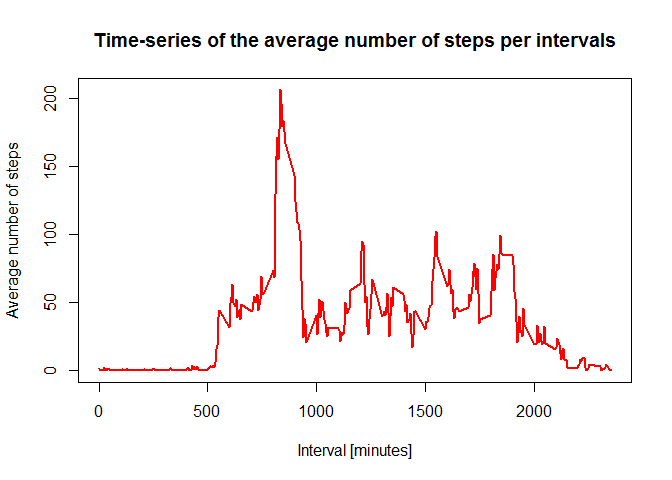 Time-series of the average number of steps per intervals
Average number of steps
200
150
100
50
0
0 500 1000 1500 2000
Interval [minutes]